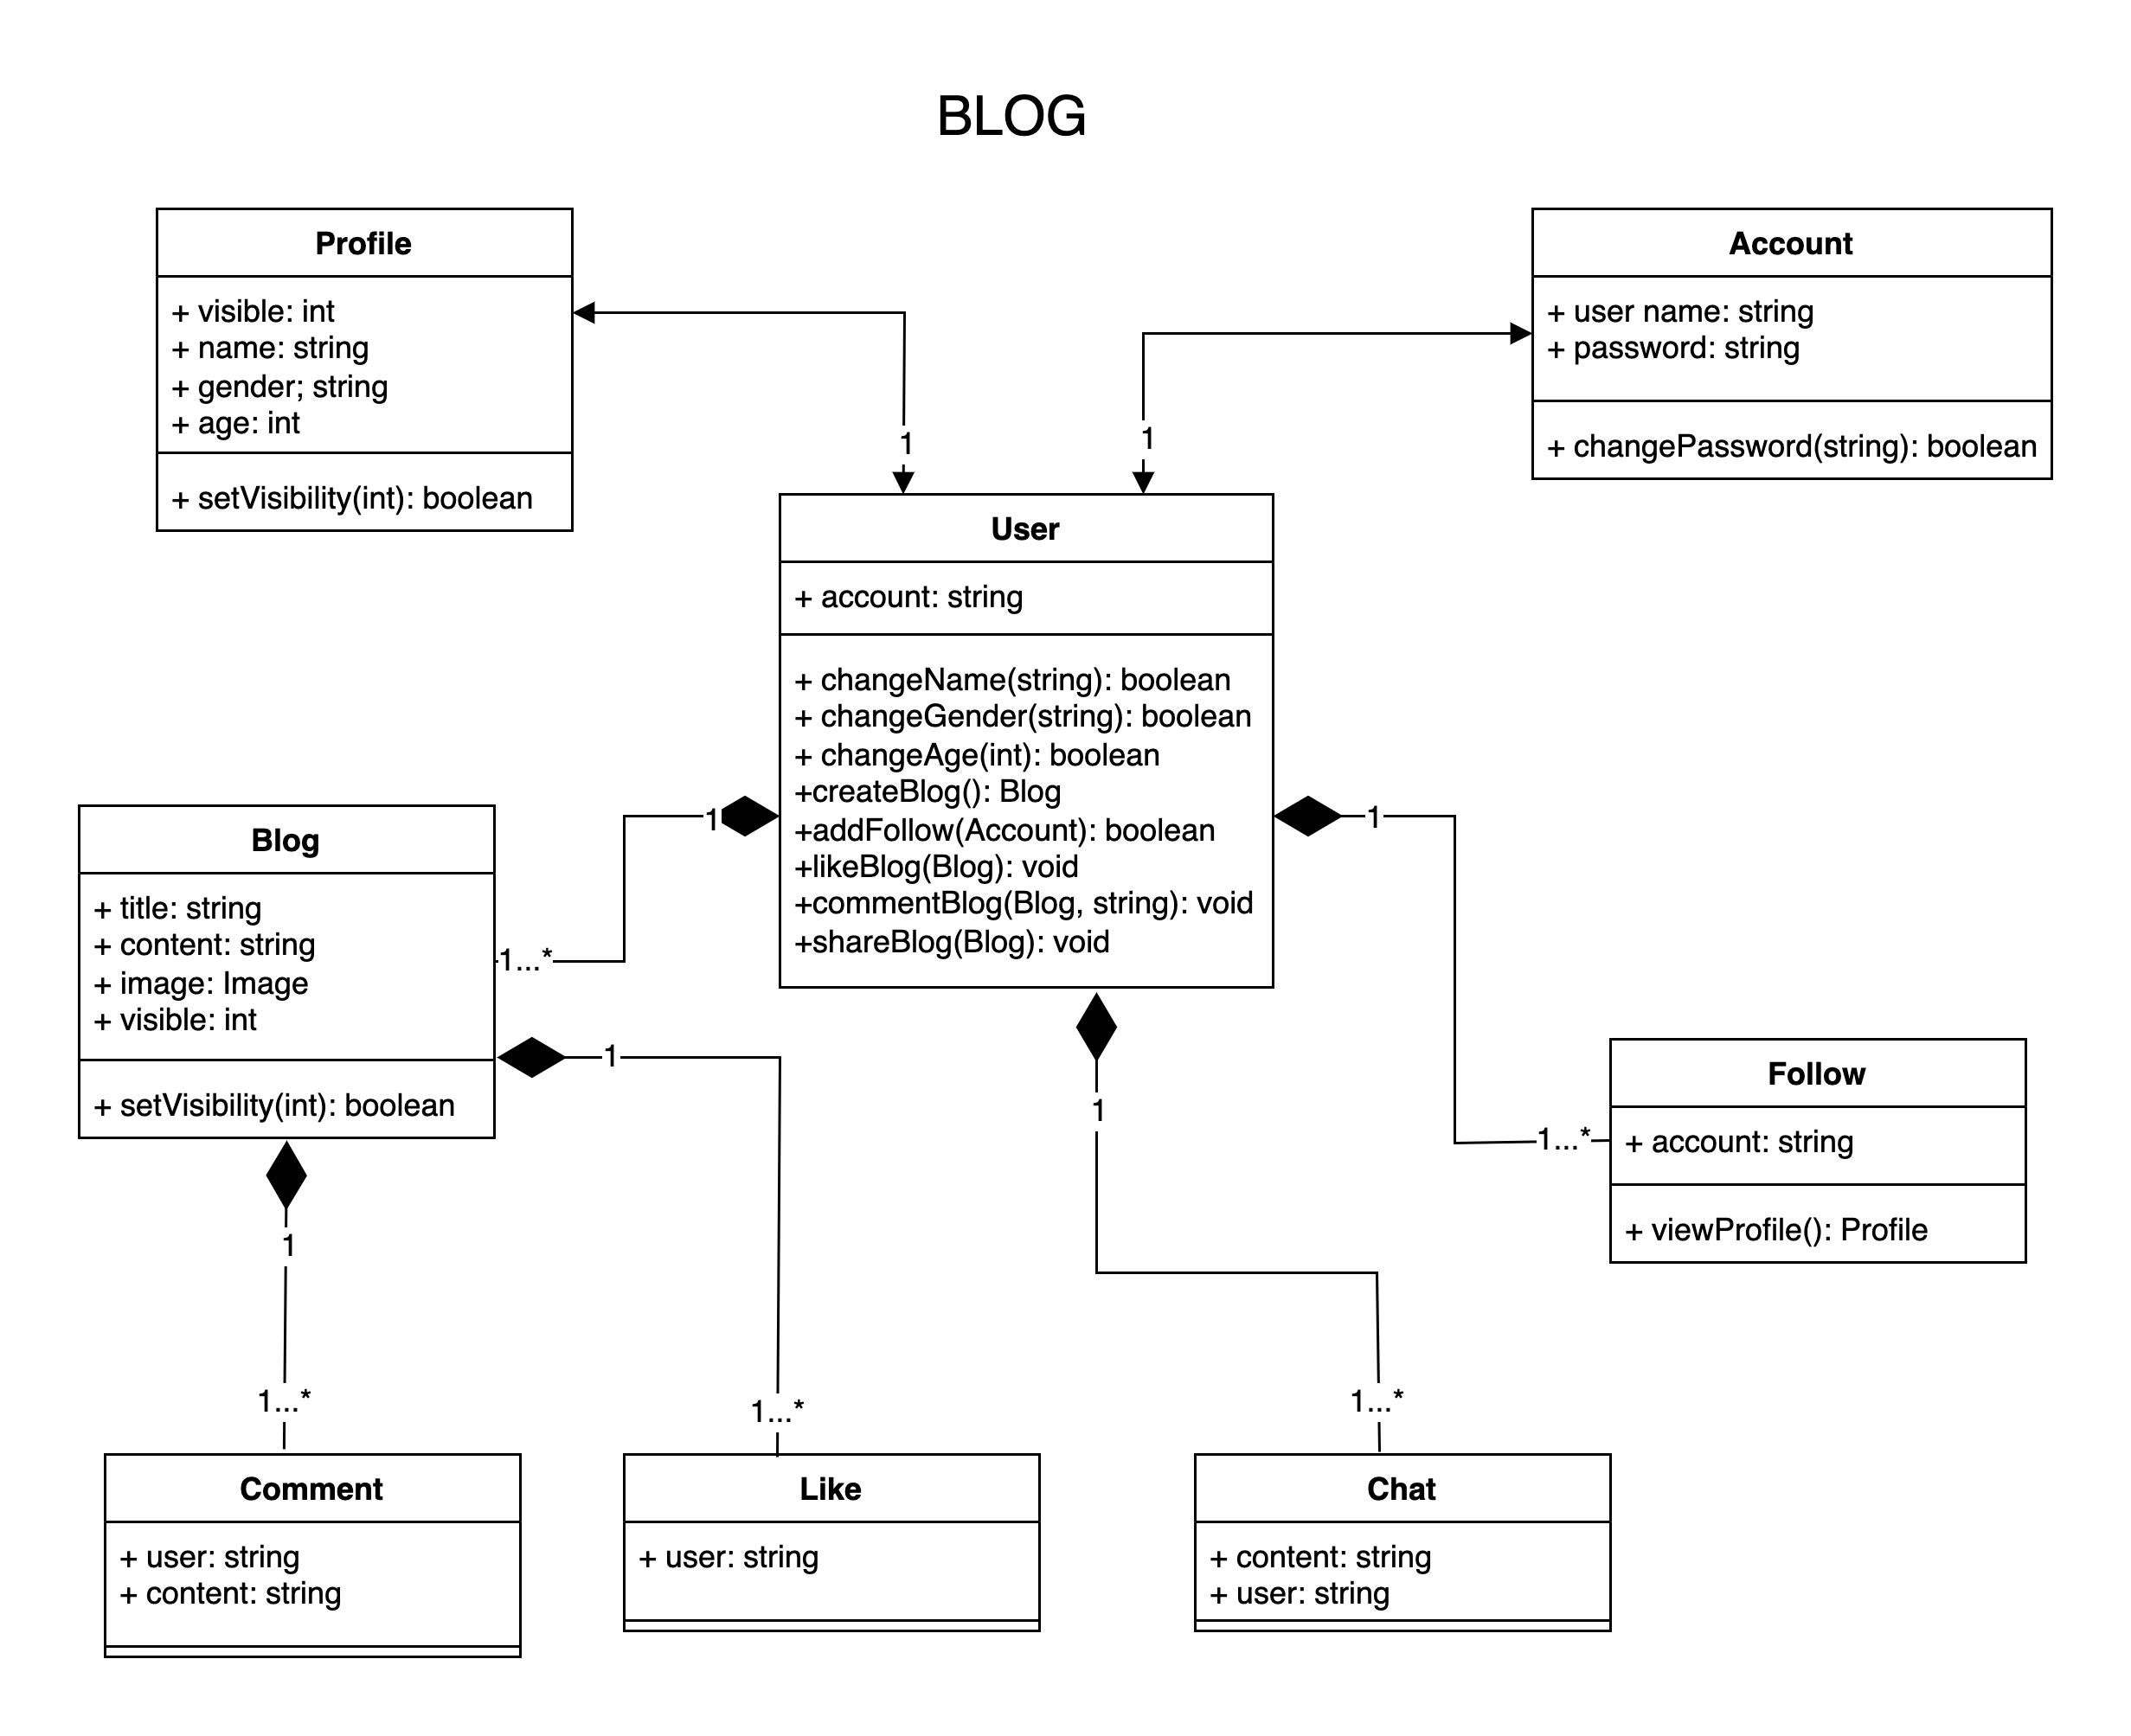 BLOG
Profile
+ visible: int
+ name: string
+ gender; string
+ age: int
+ setVisibility(int): boolean
Account
+ user name: string
+ password: string
+ changePassword(string): boolean
1
1
User
+ account: string
+ changeName(string): boolean
+ changeGender(string): boolean
+ changeAge(int): boolean
+createBlog(): Blog
+addFollow(Account): boolean
+likeBlog(Blog): void
+commentBlog(Blog, string): void
+shareBlog(Blog): void
1
1
Blog
+ title: string
+ content: string
+ image: Image
+ visible: int
+ setVisibility(int): boolean
1...*
1
1
Follow
+ account: string
+ viewProfile(): Profile
1...*
1
1...*
1...*
1...*
Comment
+ user: string
+ content: string
Like
+ user: string
Chat
+ content: string
+ user: string